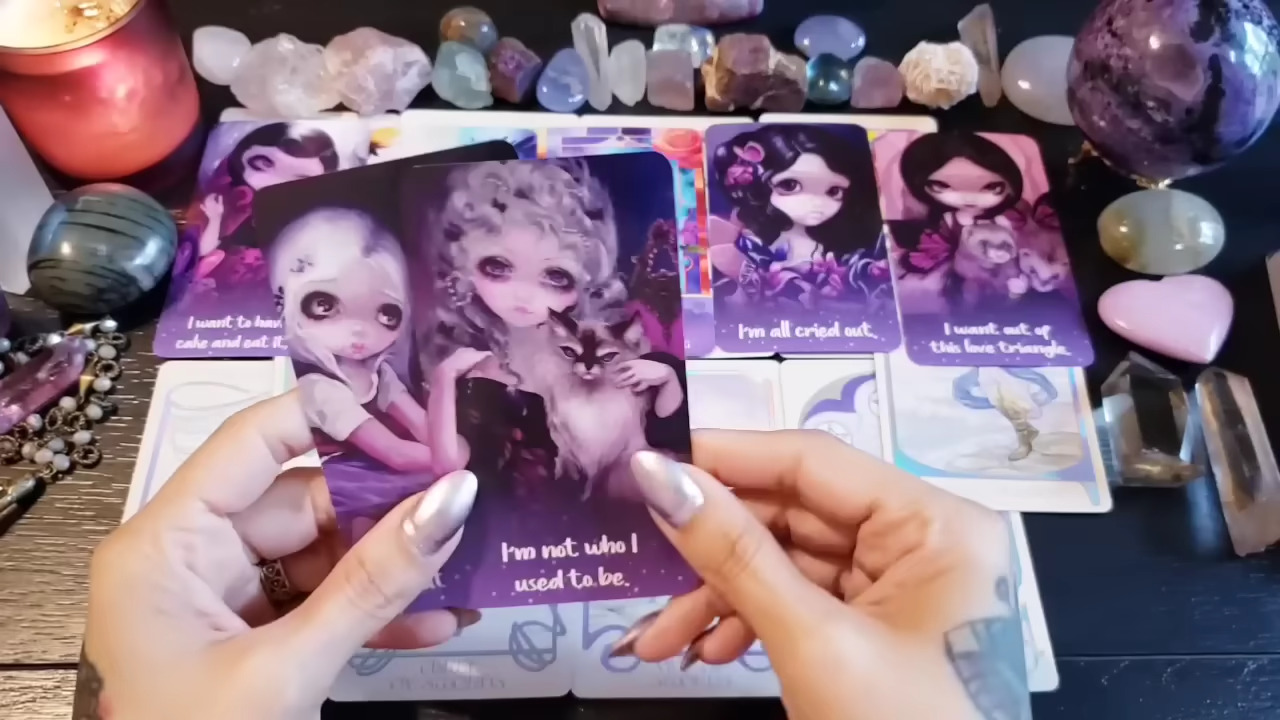 I want to hav
cake and eat it,
I'm all cried out.
I want out of
this love triangle.
I'm not who I
used to be.